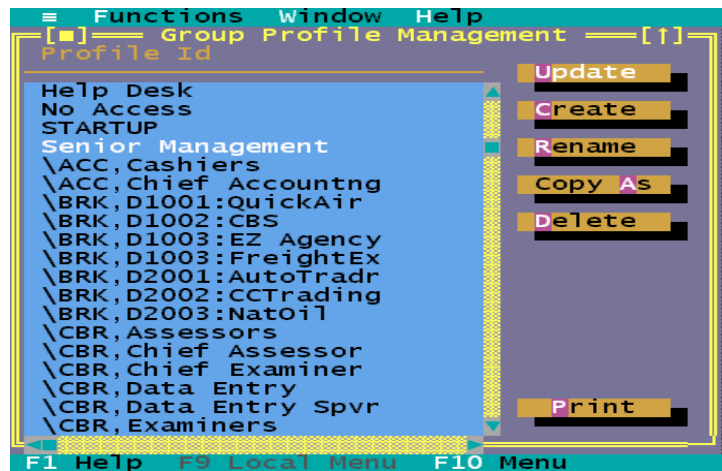 ≡ Functions Window Help
[■] Group Profile Management [↑]
Profile Id
Help Desk
No Access
STARTUP
Senior Management
\ACC,Cashiers
\ACC,Chief Accountng
\BRK,D1001:QuickAir
\BRK,D1002:CBS
\BRK,D1003:EZ Agency
\BRK,D1003:FreightEx
\BRK,D2001:AutoTradr
\BRK,D2002:CCTrading
\BRK,D2003:NatOil
\CBR,Assessors
\CBR,Chief Assessor
\CBR,Chief Examiner
\CBR,Data Entry
\CBR,Data Entry Spvr
\CBR,Examiners
Update
Create
Rename
Copy As
Delete
Print
F1 Help F9 Local Menu F10 Menu